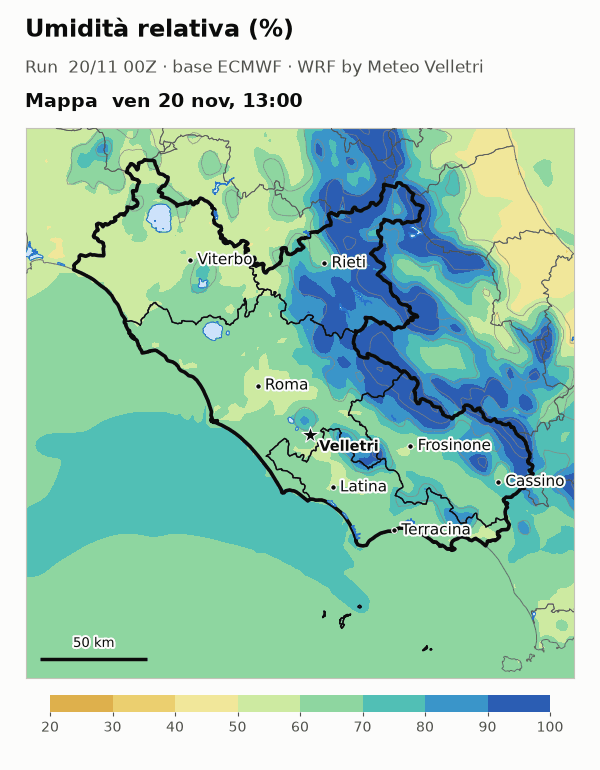 Umidità relativa (%)
Run  20/11 00Z · base ECMWF · WRF by Meteo Velletri
Mappa  ven 20 nov, 13:00
Viterbo
Rieti
Roma
Velletri
Frosinone
Cassino
Latina
Terracina
50 km
20 30 40 50 60 70 80 90 100